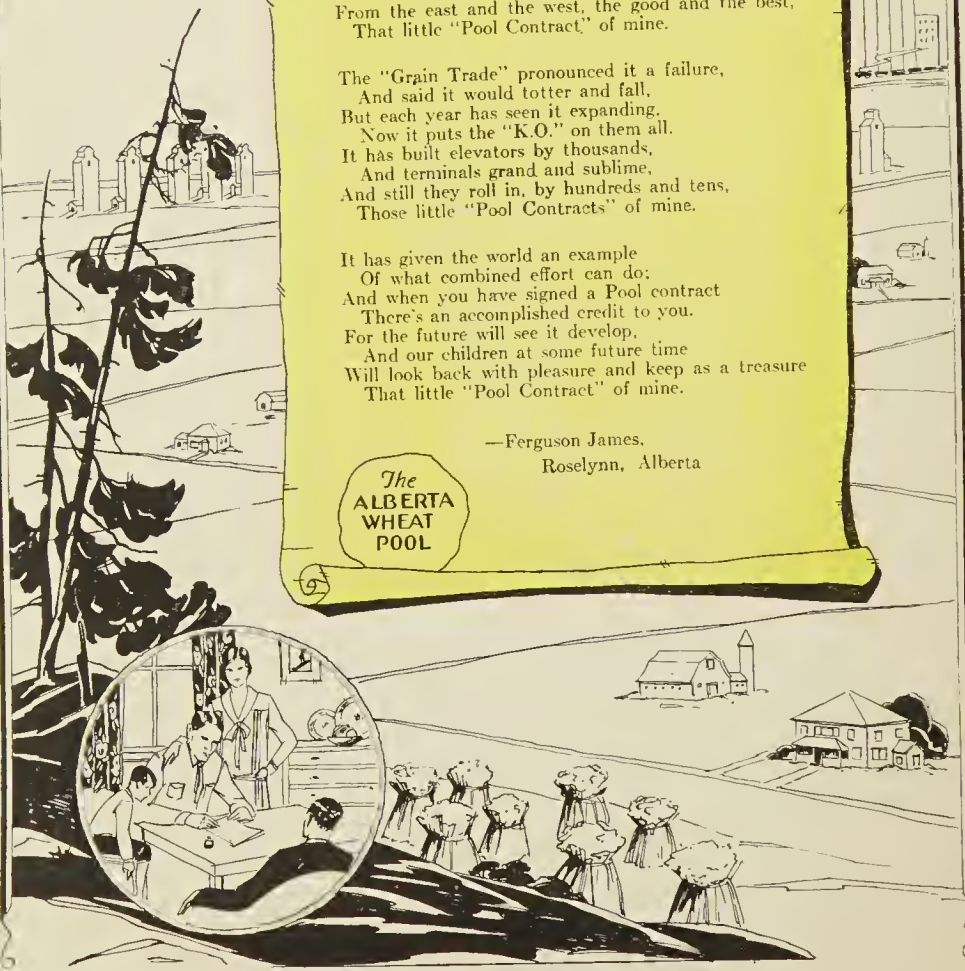 From the east and the west, the good and the best,
That little "Pool Contract" of mine.
The "Grain Trade" pronounced it a failure,
And said it would totter and fall,
But each year has seen it expanding,
Now it puts the "K.O." on them all.
It has built elevators by thousands,
And terminals grand and sublime,
And still they roll in, by hundreds and tens,
Those little "Pool Contracts" of mine.
It has given the world an example
Of what combined effort can do;
And when you have signed a Pool contract
There's an accomplished credit to you.
For the future will see it develop,
And our children at some future time
Will look back with pleasure and keep as a treasure
That little "Pool Contract" of mine.
—Ferguson James,
Roselynn, Alberta
The
ALBERTA
WHEAT
POOL